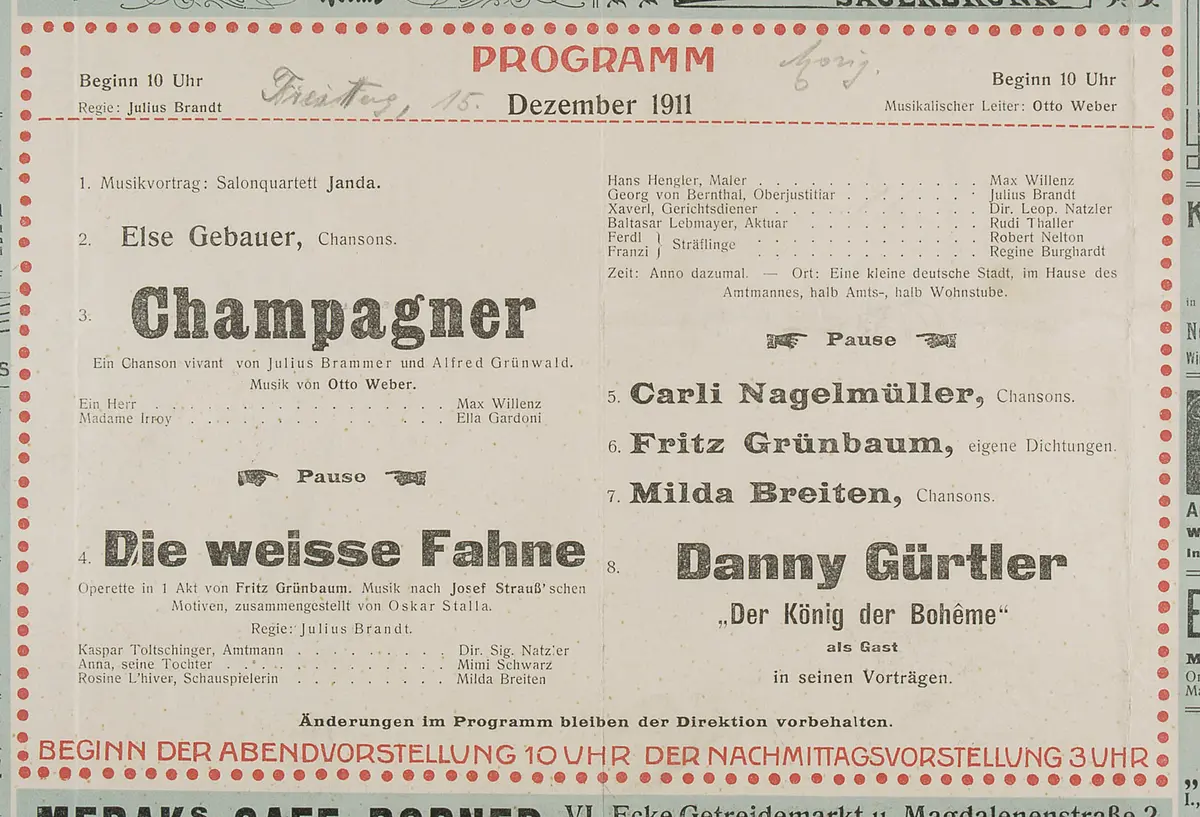 PROGRAMM
Beginn 10 Uhr
Beginn 10 Uhr
Regie: Julius Brandt
Freitag, 15. Dezember 1911
Musikalischer Leiter: Otto Weber
1. Musikvortrag: Salonquartett Janda.
2. Else Gebauer, Chansons.
3. Champagner
Ein Chanson vivant von Julius Brammer und Alfred Grünwald.
Musik von Otto Weber.
Ein Herr . . . . . . . . . . . . . . . . . Max Willenz
Madame Irroy . . . . . . . . . . . . . . Ella Gardoni
Pause
4. Die weisse Fahne
Operette in 1 Akt von Fritz Grünbaum. Musik nach Josef Strauß'schen
Motiven, zusammengestellt von Oskar Stalla.
Regie: Julius Brandt.
Kaspar Toltschinger, Amtmann . . . . . . . . . Dir. Sig. Natzler
Anna, seine Tochter . . . . . . . . . . . . . Mimi Schwarz
Rosine L'hiver, Schauspielerin . . . . . . . . . Milda Breiten
Hans Hengler, Maler . . . . . . . . . . . . . Max Willenz
Georg von Bernthal, Oberjustitiar . . . . . . . . Julius Brandt
Xaverl, Gerichtsdiener . . . . . . . . . . . . Dir. Leop. Natzler
Baltasar Lebmayer, Aktuar . . . . . . . . . . Rudi Thaller
Ferdl } Sträflinge . . . . . . . . . . . . . Robert Nelton
Franzi } . . . . . . . . . . . . . Regine Burghardt
Zeit: Anno dazumal. — Ort: Eine kleine deutsche Stadt, im Hause des
Amtmannes, halb Amts-, halb Wohnstube.
Pause
5. Carli Nagelmüller, Chansons.
6. Fritz Grünbaum, eigene Dichtungen.
7. Milda Breiten, Chansons.
8. Danny Gürtler
„Der König der Bohême“
als Gast
in seinen Vorträgen.
Änderungen im Programm bleiben der Direktion vorbehalten.
BEGINN DER ABENDVORSTELLUNG 10 UHR DER NACHMITTAGSVORSTELLUNG 3 UHR
VI. Ecke Getreidemarkt u. Magdalenenstraße 2